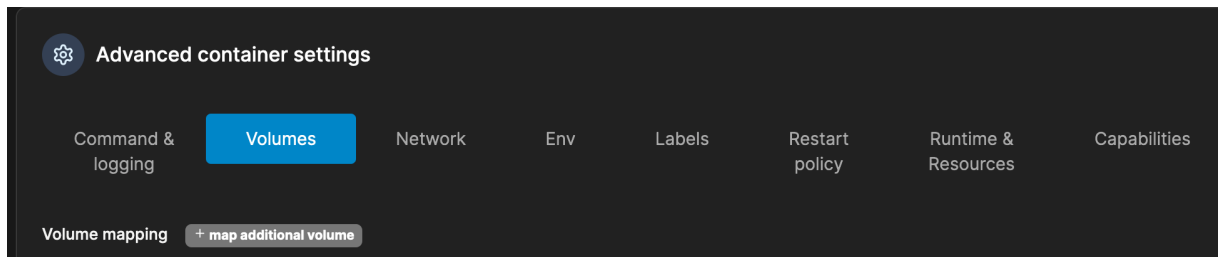 Advanced container settings
Command & logging
Volumes
Network
Env
Labels
Restart policy
Runtime & Resources
Capabilities
Volume mapping
+ map additional volume